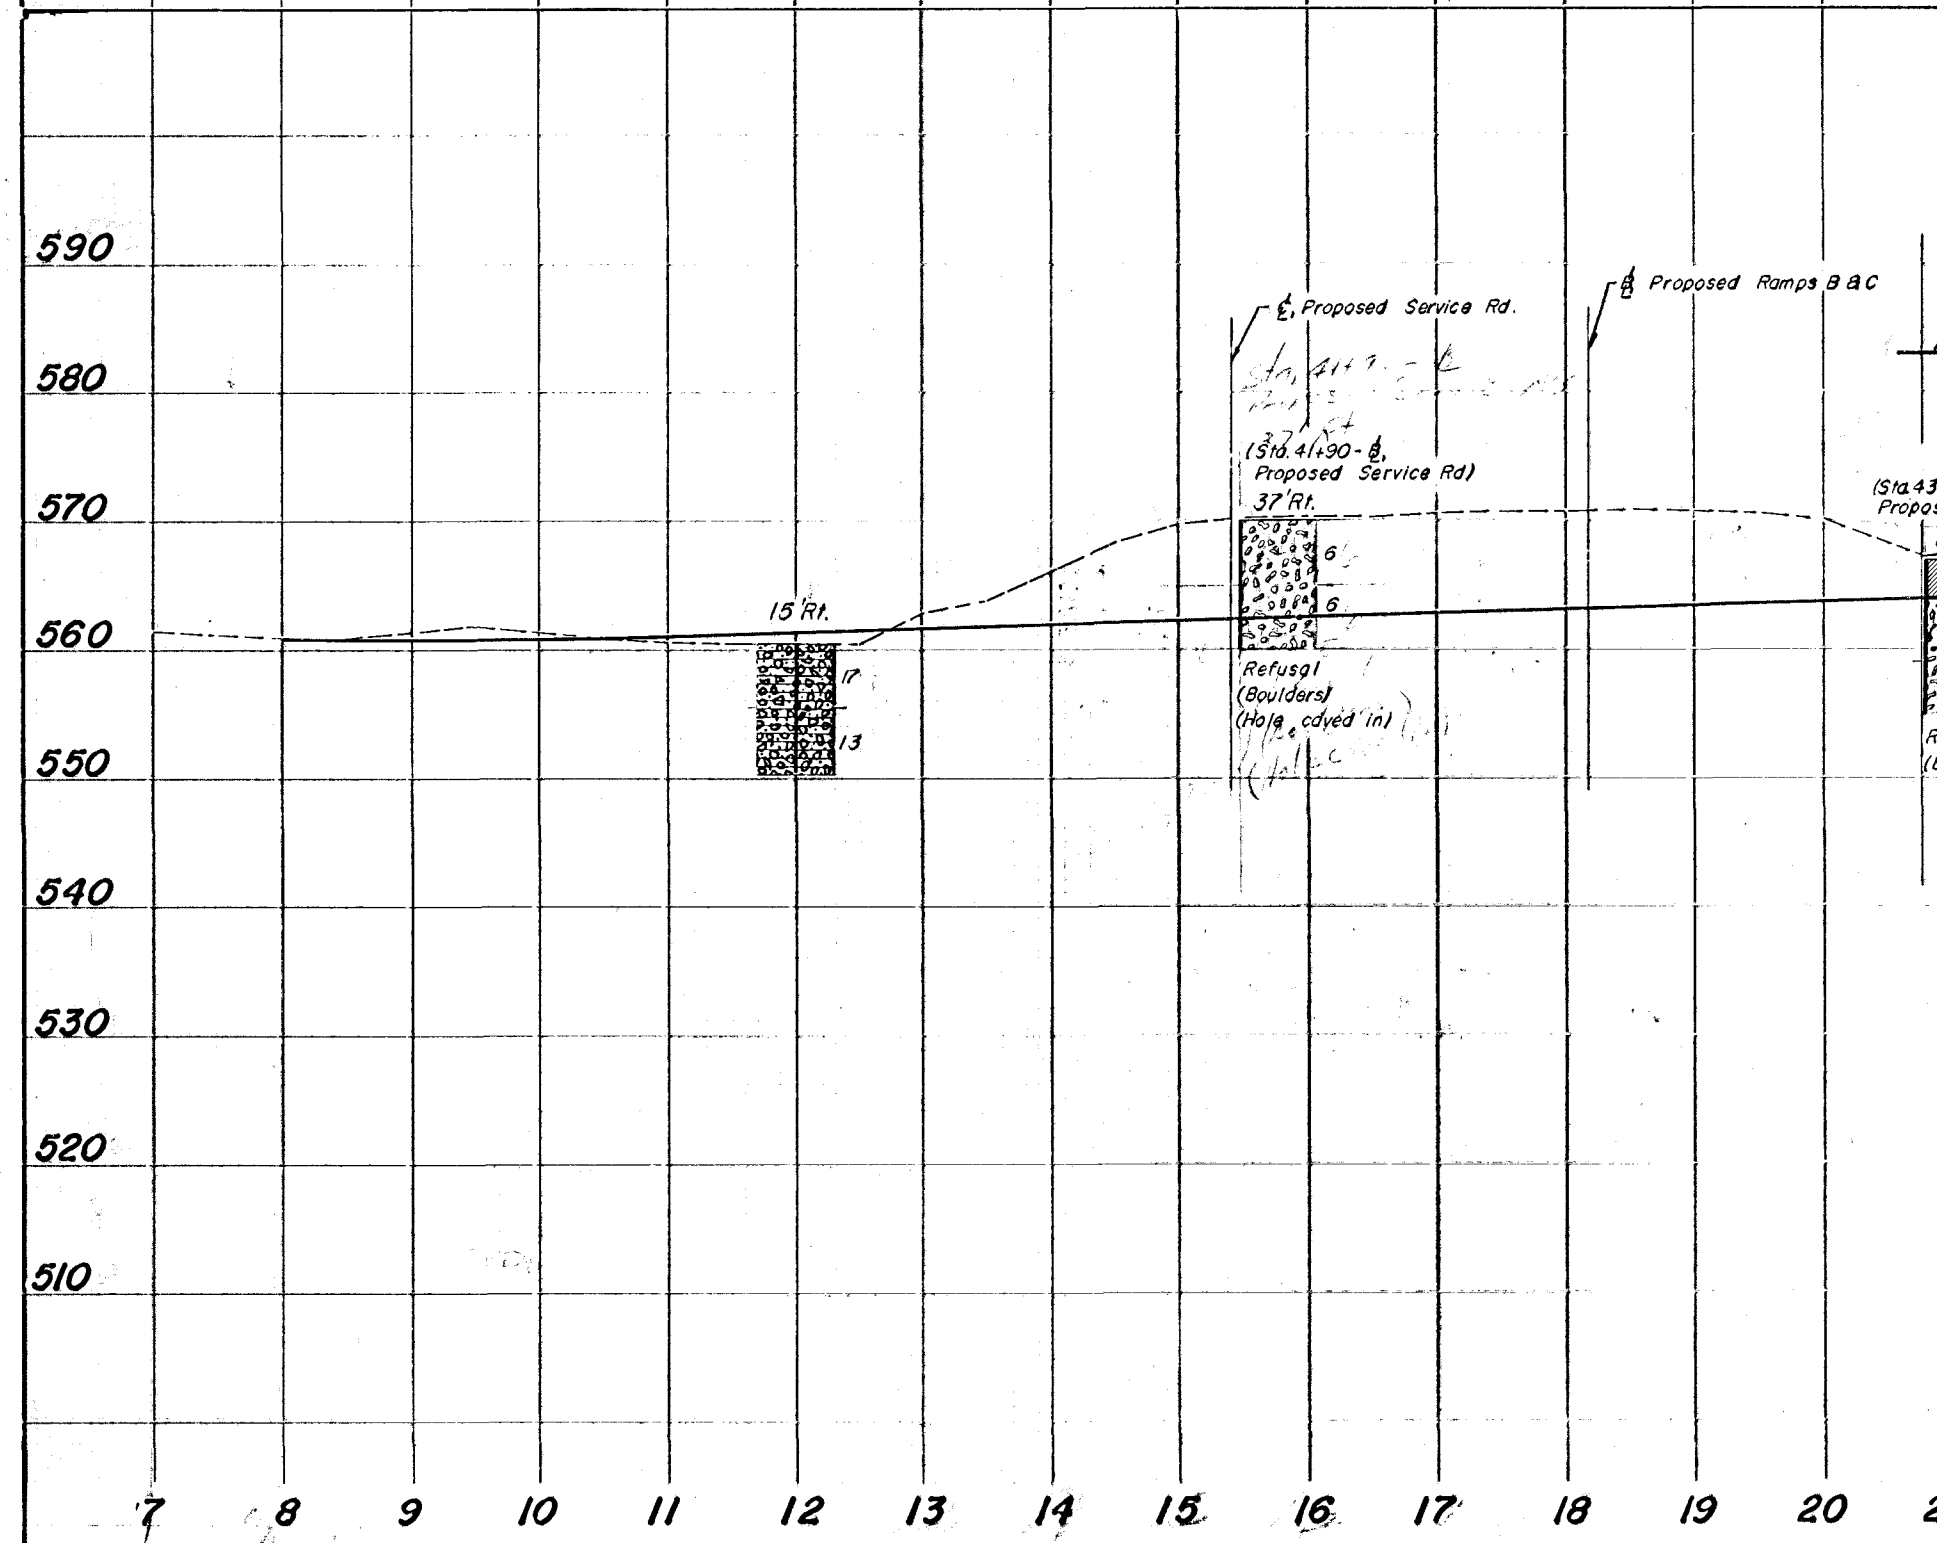 590
℄ Proposed Service Rd.
℄ Proposed Ramps B & C
580
(Sta. 41+90 - ℄,
Proposed Service Rd)
37' Rt.
570
(Sta 43
6
6
15' Rt.
560
Refusal
(Boulders)
(Hole caved in)
17
13
550
540
530
520
510
7 8 9 10 11 12 13 14 15 16 17 18 19 20